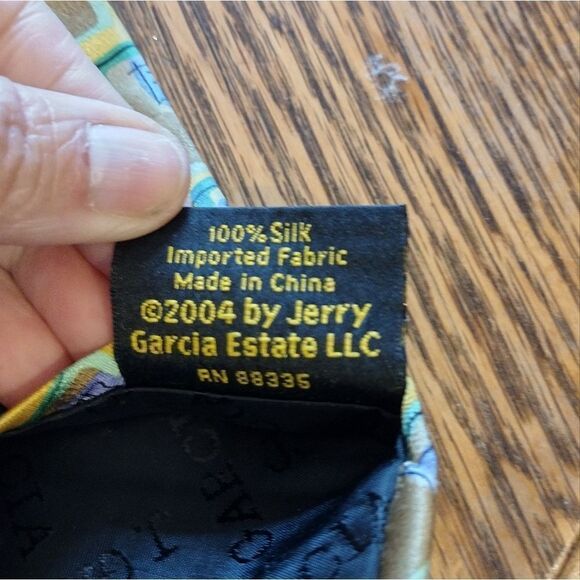 100% Silk
Imported Fabric
Made in China
©2004 by Jerry
Garcia Estate LLC
RN 88335